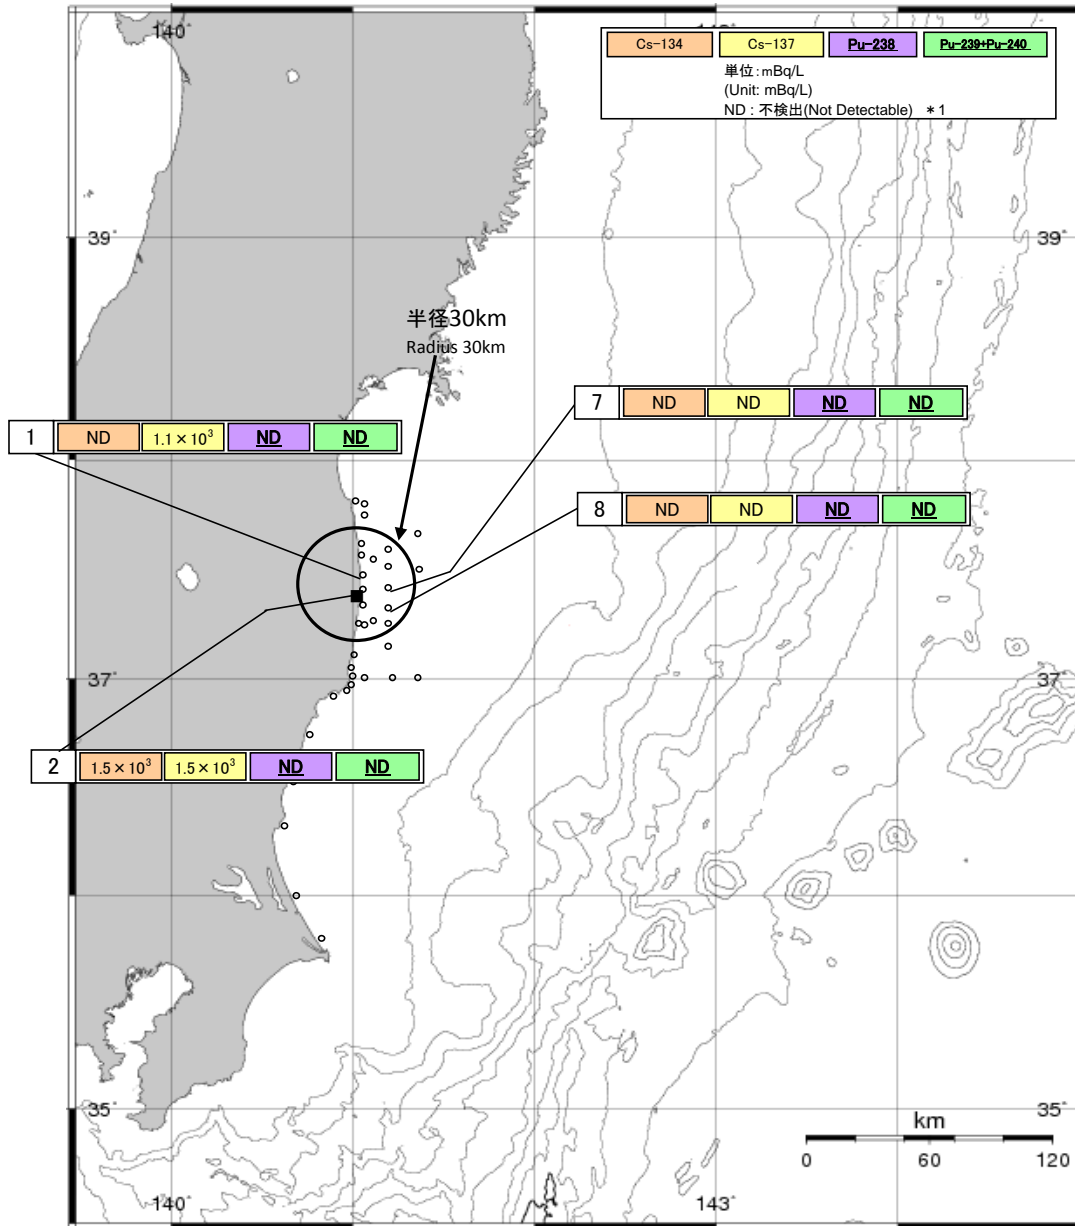 140°
Cs-134 Cs-137 Pu-238 Pu-239+Pu-240
単位:mBq/L
(Unit: mBq/L)
ND : 不検出(Not Detectable) *1
39° 39°
半径30km
Radius 30km
7 ND ND ND ND
1 ND 1.1×10³ ND ND
8 ND ND ND ND
37° 37°
2 1.5×10³ 1.5×10³ ND ND
35° 35°
km
0 60 120
140° 143°